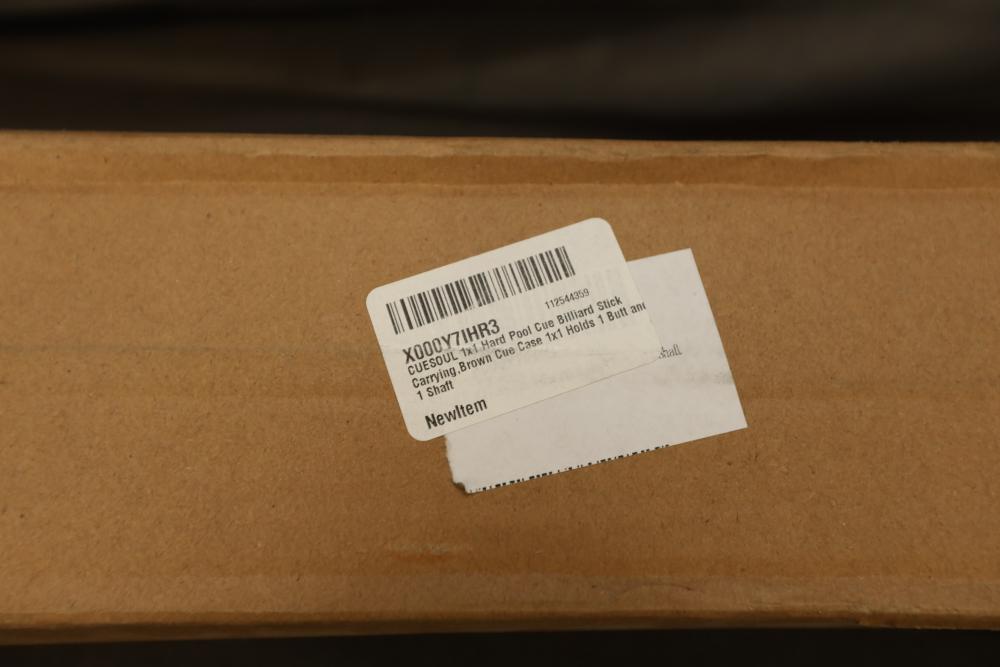 112544359
X000Y7IHR3
CUESOUL 1x1 Hard Pool Cue Billiard Stick
Carrying,Brown Cue Case 1x1 Holds 1 Butt and
1 Shaft
NewItem
shaft